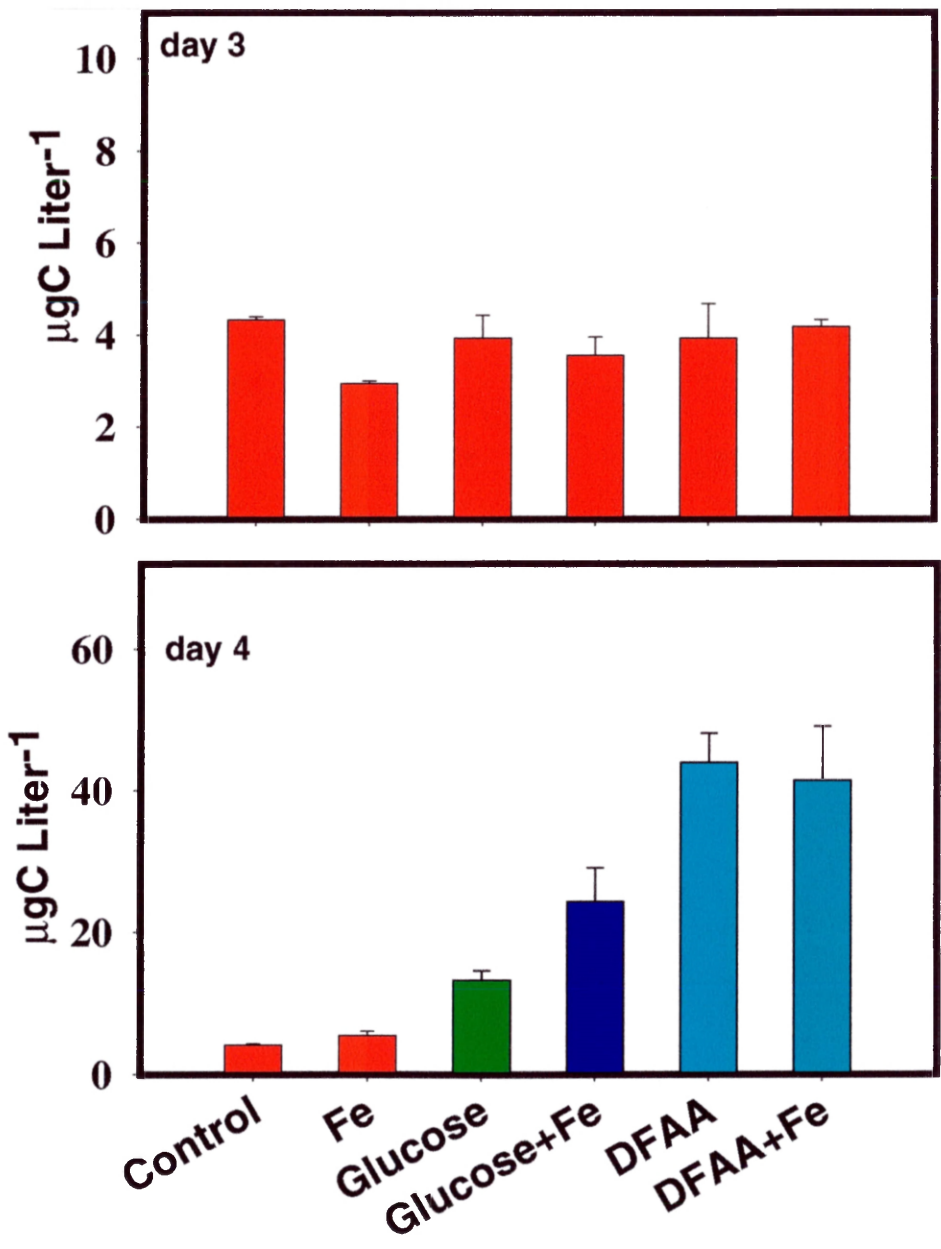 day 3
10
8
6
4
2
0
μgC Liter-1
day 4
60
40
20
0
μgC Liter-1
Control
Fe
Glucose
Glucose+Fe
DFAA
DFAA+Fe